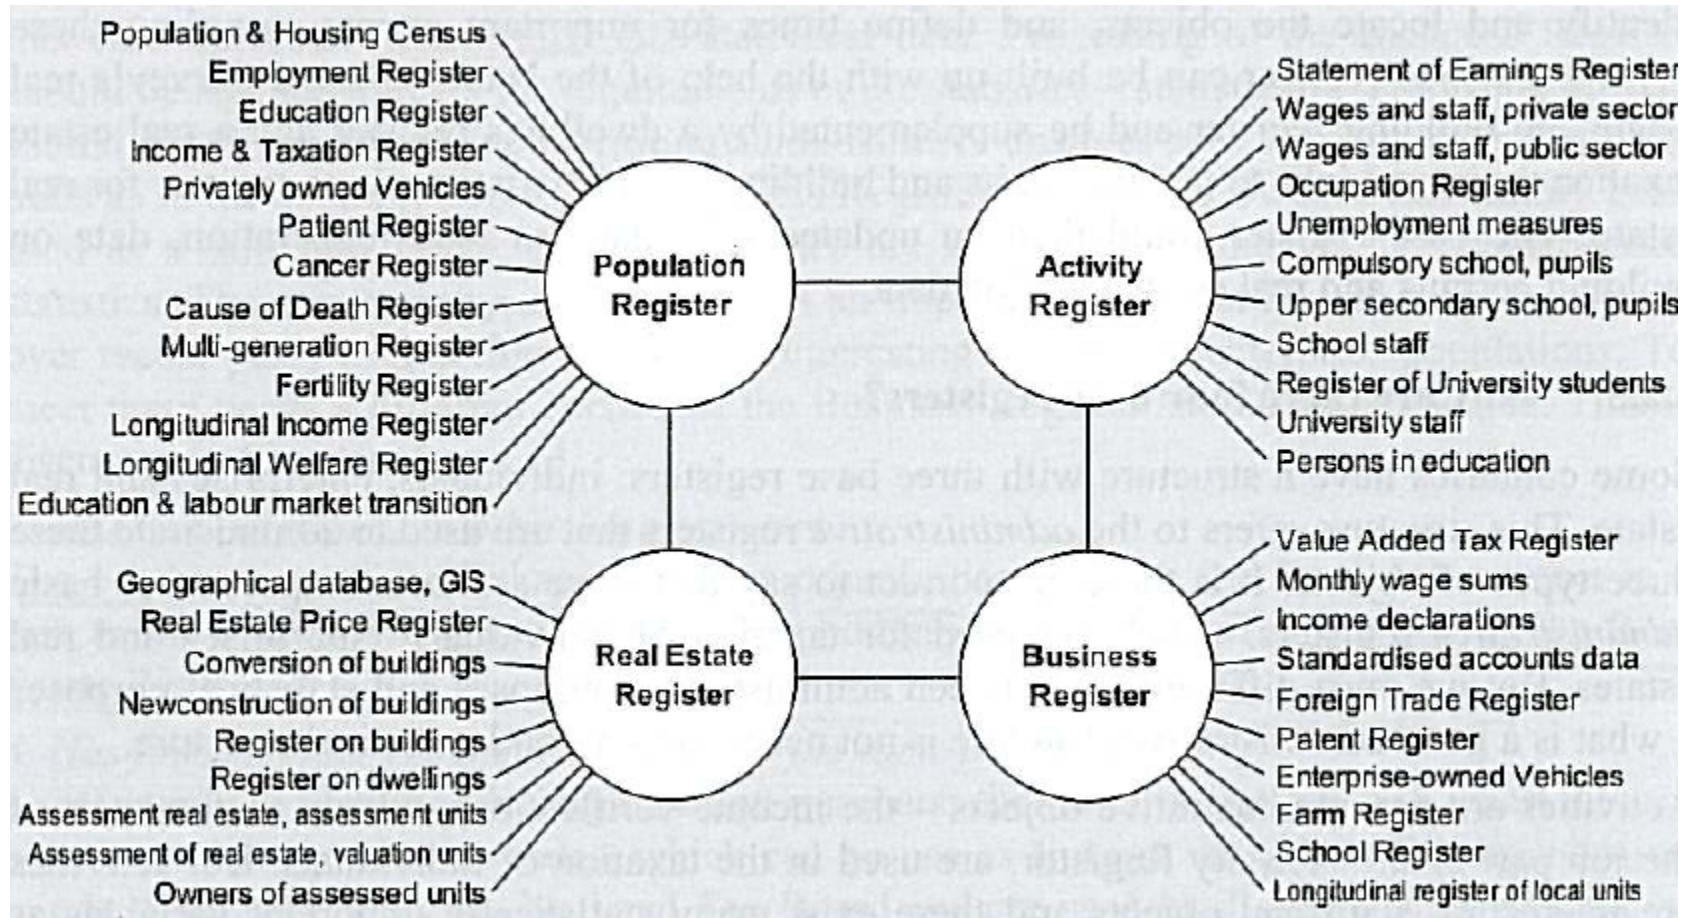 Population & Housing Census
Employment Register
Education Register
Income & Taxation Register
Privately owned Vehicles
Patient Register
Cancer Register
Cause of Death Register
Multi-generation Register
Fertility Register
Longitudinal Income Register
Longitudinal Welfare Register
Education & labour market transition
Population
Register
Statement of Earnings Register
Wages and staff, private sector
Wages and staff, public sector
Occupation Register
Unemployment measures
Compulsory school, pupils
Upper secondary school, pupils
School staff
Register of University students
University staff
Persons in education
Activity
Register
Geographical database, GIS
Real Estate Price Register
Conversion of buildings
Newconstruction of buildings
Register on buildings
Register on dwellings
Assessment real estate, assessment units
Assessment of real estate, valuation units
Owners of assessed units
Real Estate
Register
Value Added Tax Register
Monthly wage sums
Income declarations
Standardised accounts data
Foreign Trade Register
Patent Register
Enterprise-owned Vehicles
Farm Register
School Register
Longitudinal register of local units
Business
Register